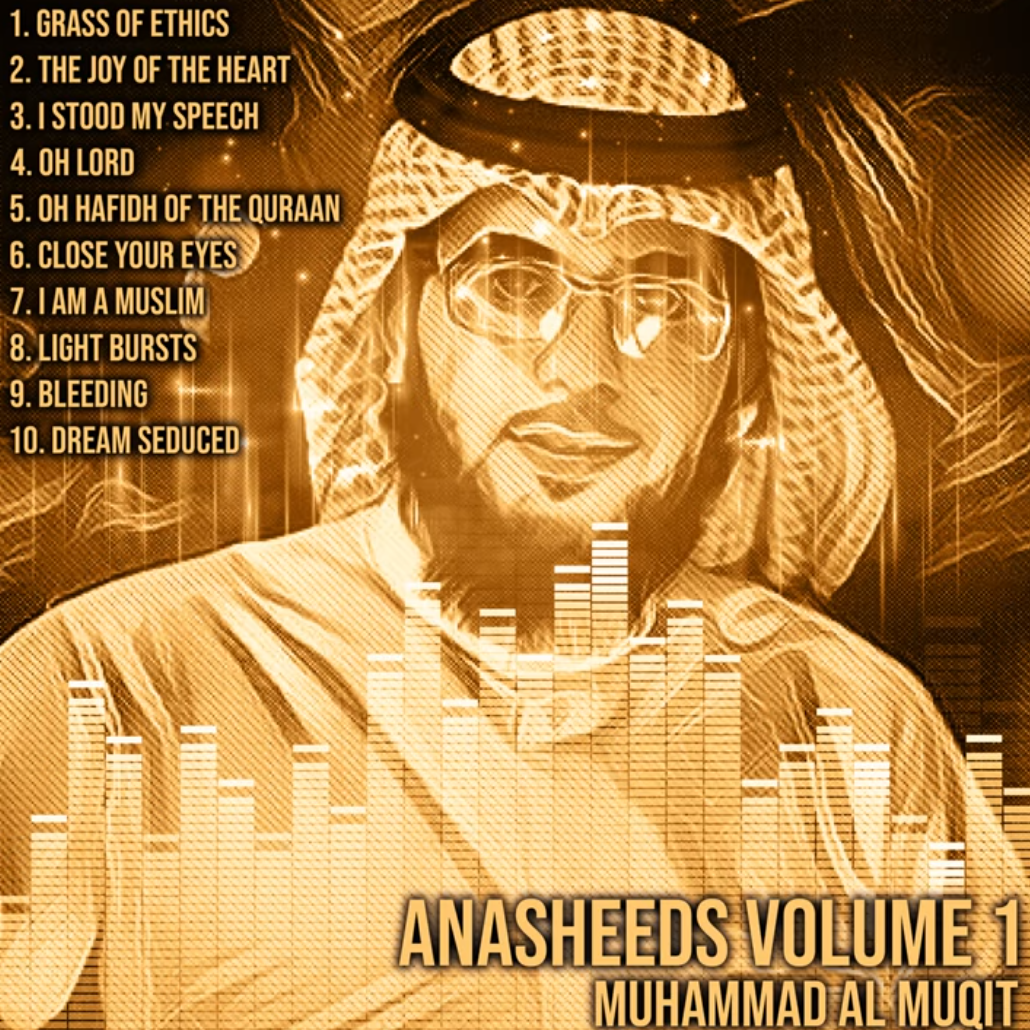 1. GRASS OF ETHICS
2. THE JOY OF THE HEART
3. I STOOD MY SPEECH
4. OH LORD
5. OH HAFIDH OF THE QURAAN
6. CLOSE YOUR EYES
7. I AM A MUSLIM
8. LIGHT BURSTS
9. BLEEDING
10. DREAM SEDUCED
ANASHEEDS VOLUME 1
MUHAMMAD AL MUQIT